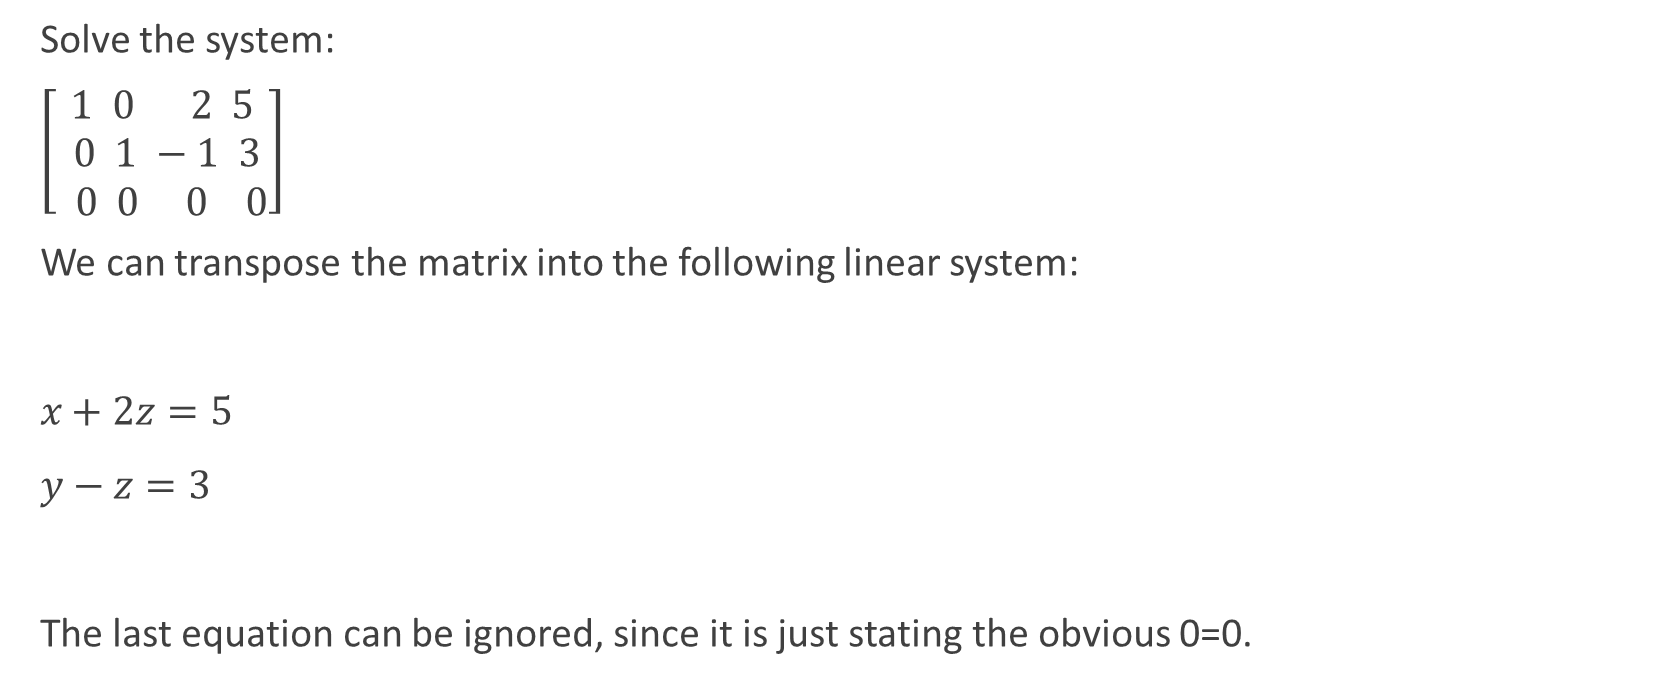 Solve the system:
1 0 2 5
0 1 − 1 3
0 0 0 0
We can transpose the matrix into the following linear system:
x + 2z = 5
y − z = 3
The last equation can be ignored, since it is just stating the obvious 0=0.